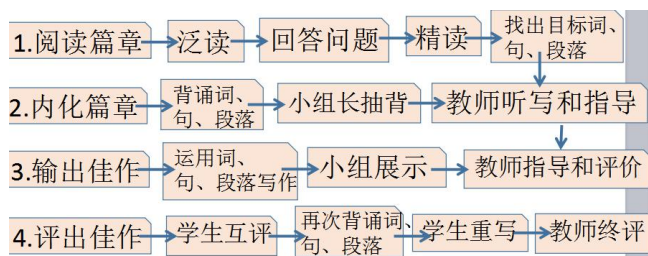 1.阅读篇章 泛读 回答问题 精读 找出目标词、
句、段落
2.内化篇章 背诵词、
句、段落 小组长抽背 教师听写和指导
3.输出佳作 运用词、
句、段落写作 小组展示 教师指导和评价
4.评出佳作 学生互评 再次背诵词、
句、段落 学生重写 教师终评